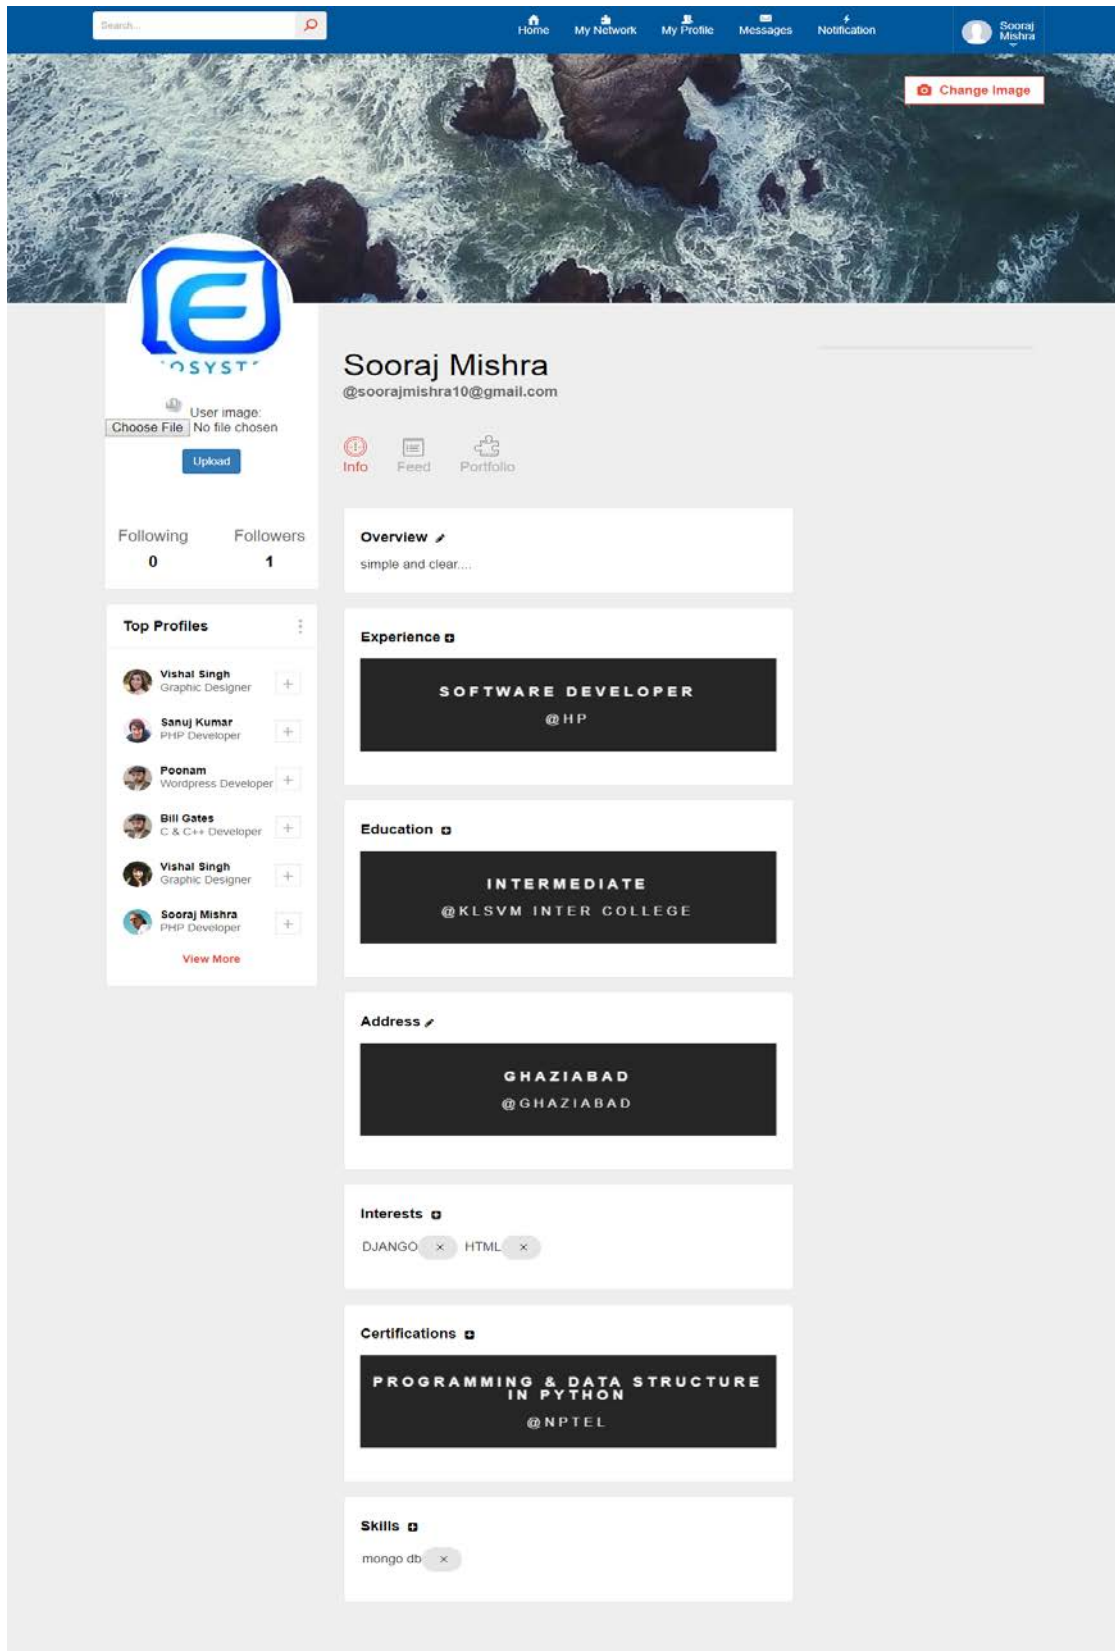 Search...
Home
My Network
My Profile
Messages
Notification
Sooraj
Mishra
Change Image
OSYST
User image:
Choose File No file chosen
Upload
Following Followers
0 1
Top Profiles
Vishal Singh
Graphic Designer
Sanuj Kumar
PHP Developer
Poonam
Wordpress Developer
Bill Gates
C & C++ Developer
Vishal Singh
Graphic Designer
Sooraj Mishra
PHP Developer
View More
Sooraj Mishra
@soorajmishra10@gmail.com
Info Feed Portfolio
Overview
simple and clear....
Experience
SOFTWARE DEVELOPER
@HP
Education
INTERMEDIATE
@KLSVM INTER COLLEGE
Address
GHAZIABAD
@GHAZIABAD
Interests
DJANGO × HTML ×
Certifications
PROGRAMMING & DATA STRUCTURE
IN PYTHON
@NPTEL
Skills
mongo db ×